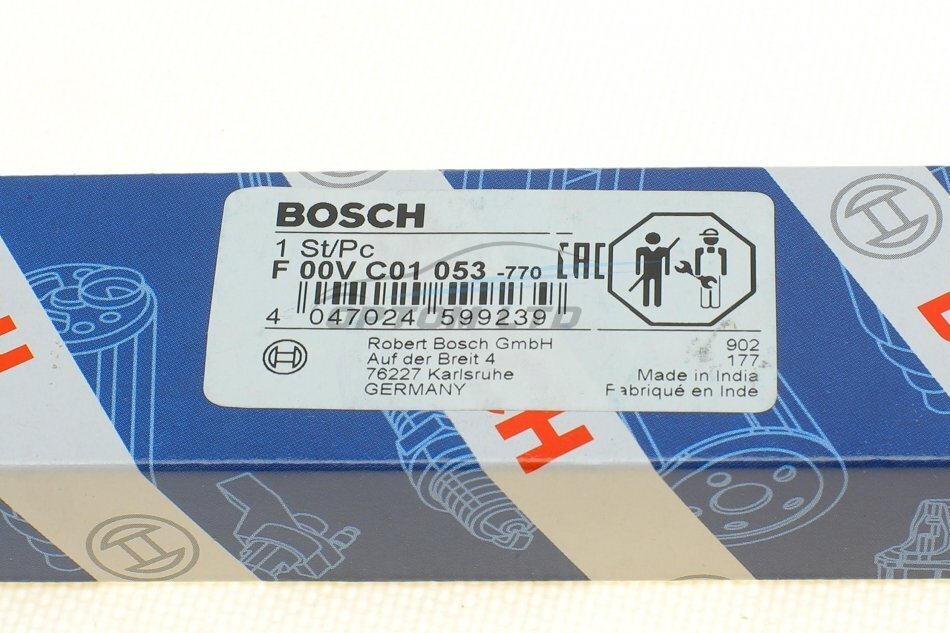 BOSCH
1 St/Pc
F 00V C01 053 -770
EAC
4 047024 599239
Robert Bosch GmbH
Auf der Breit 4
76227 Karlsruhe
GERMANY
902
177
Made in India
Fabriqué en Inde